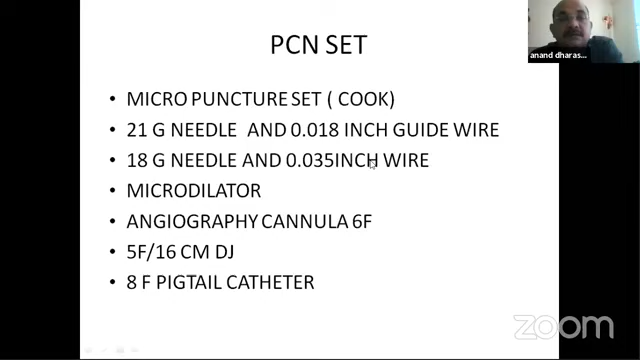 PCN SET
anand dharas...
• MICRO PUNCTURE SET ( COOK)
• 21 G NEEDLE AND 0.018 INCH GUIDE WIRE
• 18 G NEEDLE AND 0.035INCH WIRE
• MICRODILATOR
• ANGIOGRAPHY CANNULA 6F
• 5F/16 CM DJ
• 8 F PIGTAIL CATHETER
zoom